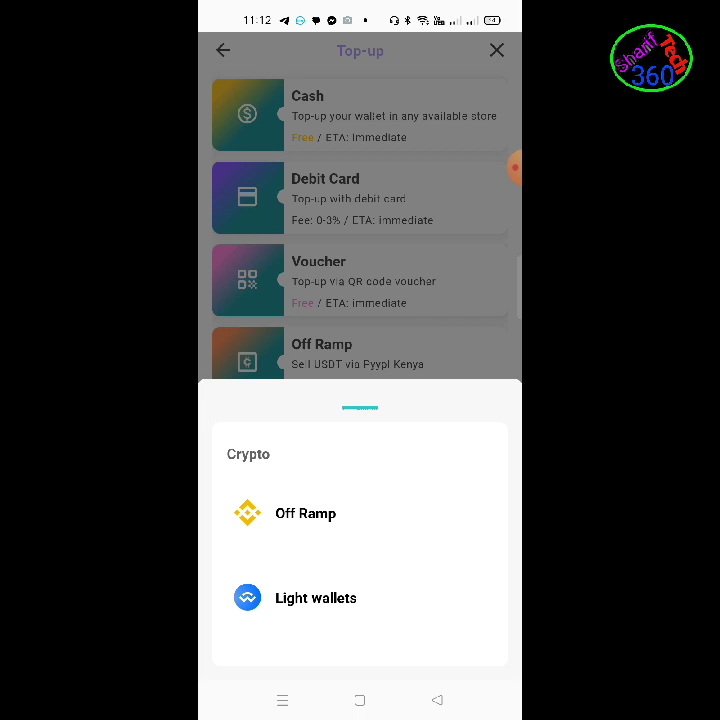 11:12
Sharif
Tech
360
Top-up
Cash
Top-up your wallet in any available store
Free / ETA: immediate
Debit Card
Top-up with debit card
Fee: 0-3% / ETA: immediate
Voucher
Top-up via QR code voucher
Free / ETA: immediate
Off Ramp
Sell USDT via Pyypl Kenya
Crypto
Off Ramp
Light wallets